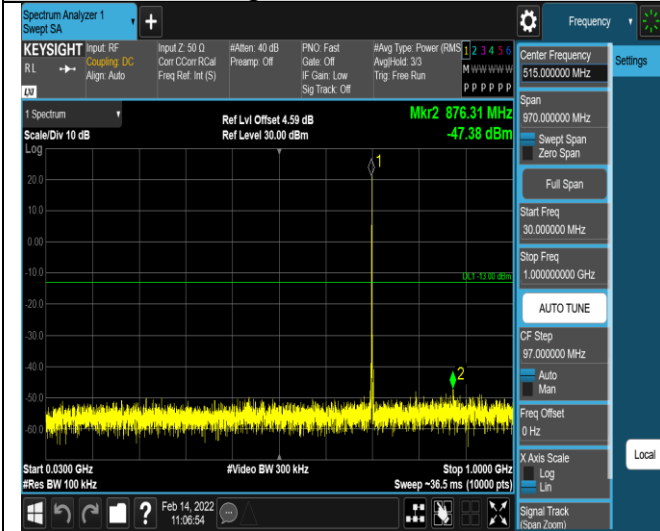 Spectrum Analyzer 1
Swept SA
Frequency
KEYSIGHT
RL
LXI
Input: RF
Coupling: DC
Align: Auto
Input Z: 50 Ω
Corr CCorr RCal
Freq Ref: Int (S)
#Atten: 40 dB
Preamp: Off
PNO: Fast
Gate: Off
IF Gain: Low
Sig Track: Off
#Avg Type: Power (RMS
Avg|Hold: 3/3
Trig: Free Run
1 2 3 4 5 6
M W W W W W
P P P P P P
1 Spectrum
Scale/Div 10 dB
Log
Ref Lvl Offset 4.59 dB
Ref Level 30.00 dBm
Mkr2 876.31 MHz
-47.38 dBm
1
20.0
10.0
0.00
-10.0
DL1 -13.00 dBm
-20.0
-30.0
-40.0
2
-50.0
-60.0
Start 0.0300 GHz
#Res BW 100 kHz
#Video BW 300 kHz
Stop 1.0000 GHz
Sweep ~36.5 ms (10000 pts)
?
Feb 14, 2022
11:06:54
Center Frequency
515.000000 MHz
Settings
Span
970.000000 MHz
Swept Span
Zero Span
Full Span
Start Freq
30.000000 MHz
Stop Freq
1.000000000 GHz
AUTO TUNE
CF Step
97.000000 MHz
Auto
Man
Freq Offset
0 Hz
X Axis Scale
Log
Lin
Local
Signal Track
(Span Zoom)